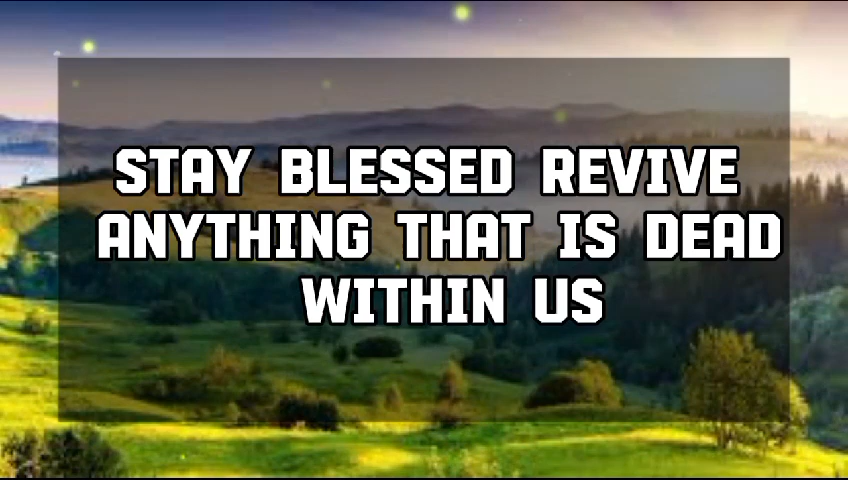 STAY BLESSED REVIVE
ANYTHING THAT IS DEAD
WITHIN US